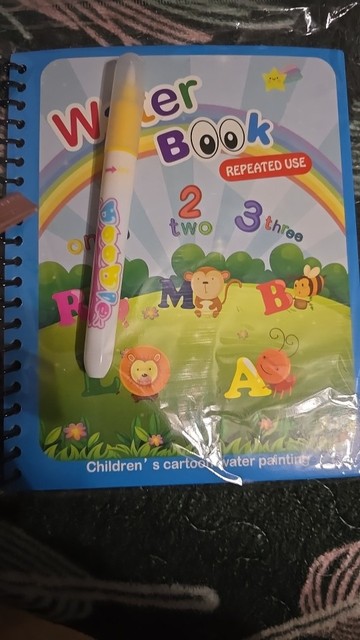 Water
BOOK
REPEATED USE
2
two
3 three
M
B
L
A
Children's cartoon water painting